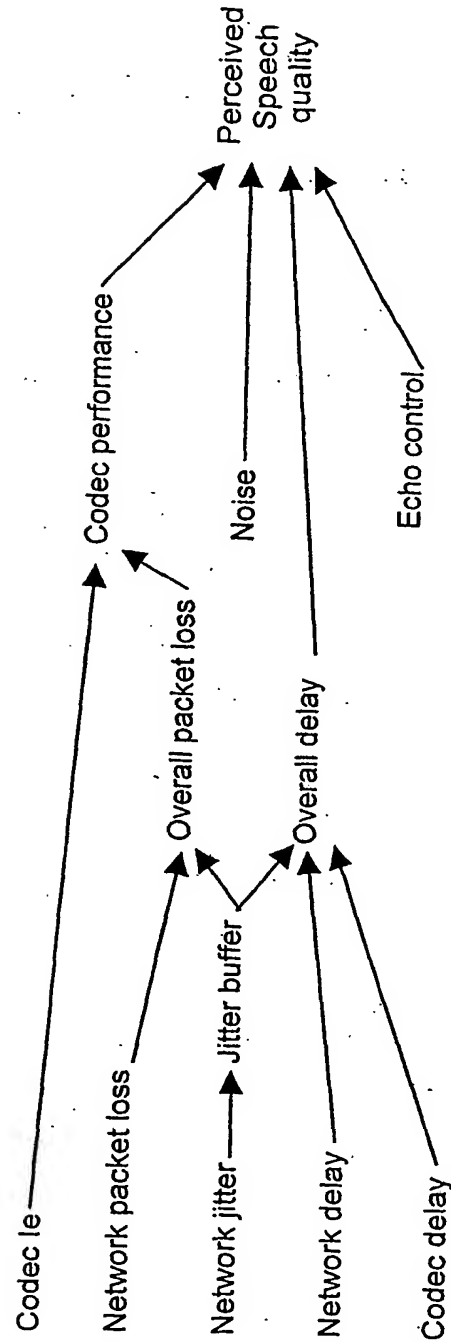 Codec Ie
Network packet loss
Network jitter
Network delay
Codec delay
Jitter buffer
Overall packet loss
Overall delay
Codec performance
Noise
Echo control
Perceived
Speech
quality